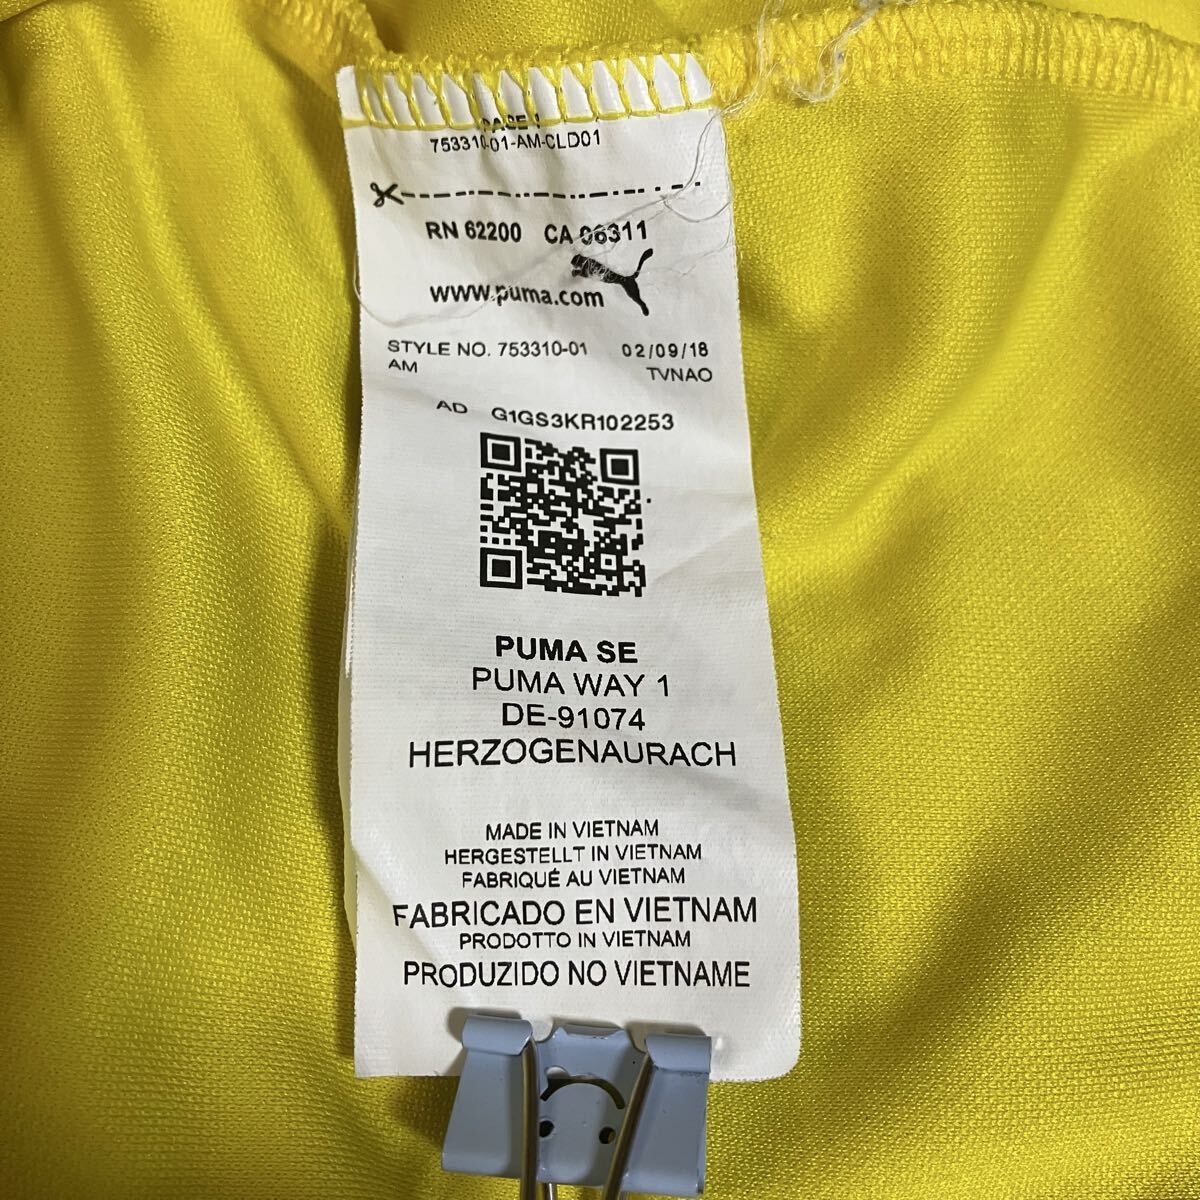 PAGE 1
753310-01-AM-CLD01
RN 62200 CA 06311
www.puma.com
STYLE NO. 753310-01 02/09/18
AM TVNAO
AD G1GS3KR102253
PUMA SE
PUMA WAY 1
DE-91074
HERZOGENAURACH
MADE IN VIETNAM
HERGESTELLT IN VIETNAM
FABRIQUÉ AU VIETNAM
FABRICADO EN VIETNAM
PRODOTTO IN VIETNAM
PRODUZIDO NO VIETNAME